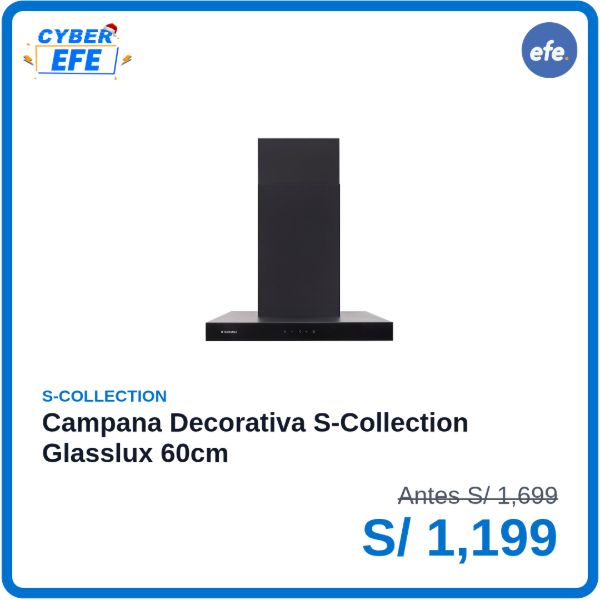 CYBER
EFE
efe.
S-COLLECTION
Campana Decorativa S-Collection
Glasslux 60cm
Antes S/ 1,699
S/ 1,199